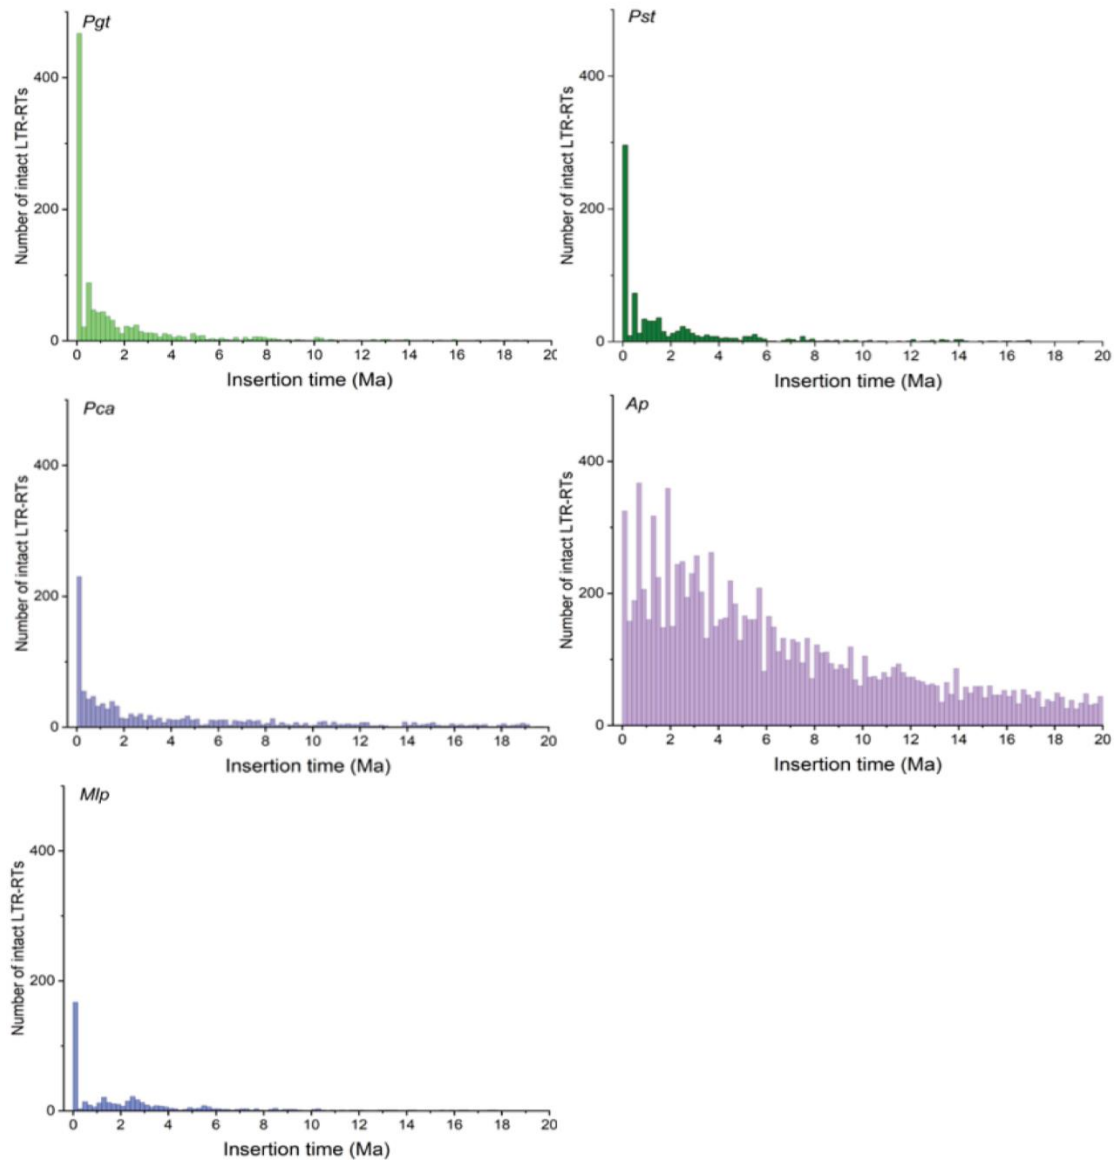 Pgt
Number of intact LTR-RTs
400
200
0
0 2 4 6 8 10 12 14 16 18 20
Insertion time (Ma)
Pst
Number of intact LTR-RTs
400
200
0
0 2 4 6 8 10 12 14 16 18 20
Insertion time (Ma)
Pca
Number of intact LTR-RTs
400
200
0
0 2 4 6 8 10 12 14 16 18 20
Insertion time (Ma)
Ap
Number of intact LTR-RTs
400
200
0
0 2 4 6 8 10 12 14 16 18 20
Insertion time (Ma)
Mlp
Number of intact LTR-RTs
400
200
0
0 2 4 6 8 10 12 14 16 18 20
Insertion time (Ma)